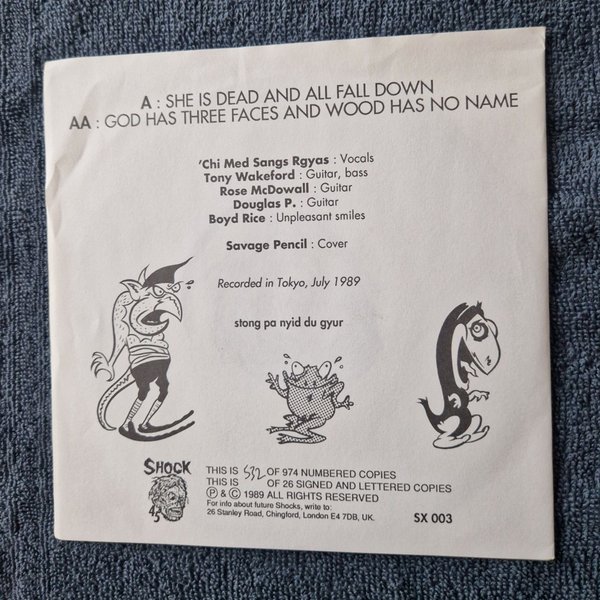 A : SHE IS DEAD AND ALL FALL DOWN
AA : GOD HAS THREE FACES AND WOOD HAS NO NAME
'Chi Med Sangs Rgyas : Vocals
Tony Wakeford : Guitar, bass
Rose McDowall : Guitar
Douglas P. : Guitar
Boyd Rice : Unpleasant smiles
Savage Pencil : Cover
Recorded in Tokyo, July 1989
stong pa nyid du gyur
SHOCK
45
THIS IS 532 OF 974 NUMBERED COPIES
THIS IS OF 26 SIGNED AND LETTERED COPIES
Ⓟ & © 1989 ALL RIGHTS RESERVED
For info about future Shocks, write to:
26 Stanley Road, Chingford, London E4 7DB, UK.
SX 003